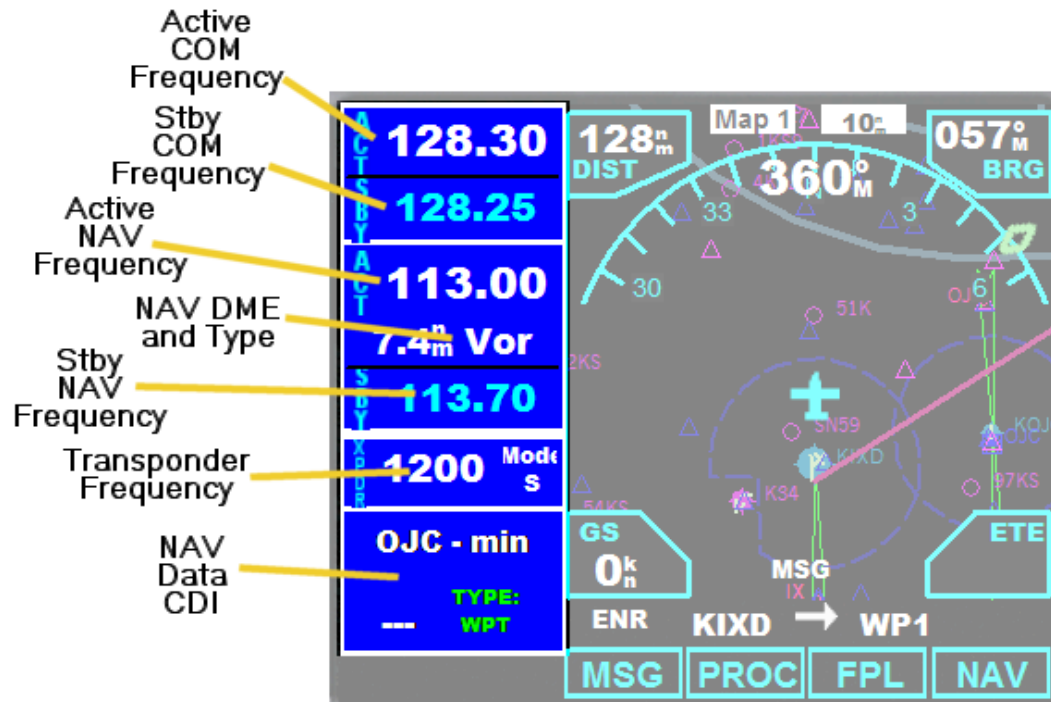 Active
COM
Frequency
Stby
COM
Frequency
Active
NAV
Frequency
NAV DME
and Type
Stby
NAV
Frequency
Transponder
Frequency
NAV
Data
CDI
ACT
128.30
SBY
128.25
ACT
113.00
7.4nm Vor
SBY
113.70
XPDR
1200 Mode
S
OJC - min
TYPE:
--- WPT
128nm
DIST
Map 1
10nm
057°M
BRG
360°M
33
3
30
6
OJ
51K
2KS
SN59
KOJ
OJC
KIXD
K34
97KS
54KS
GS
0kn
ETE
MSG
IX
ENR KIXD → WP1
MSG PROC FPL NAV